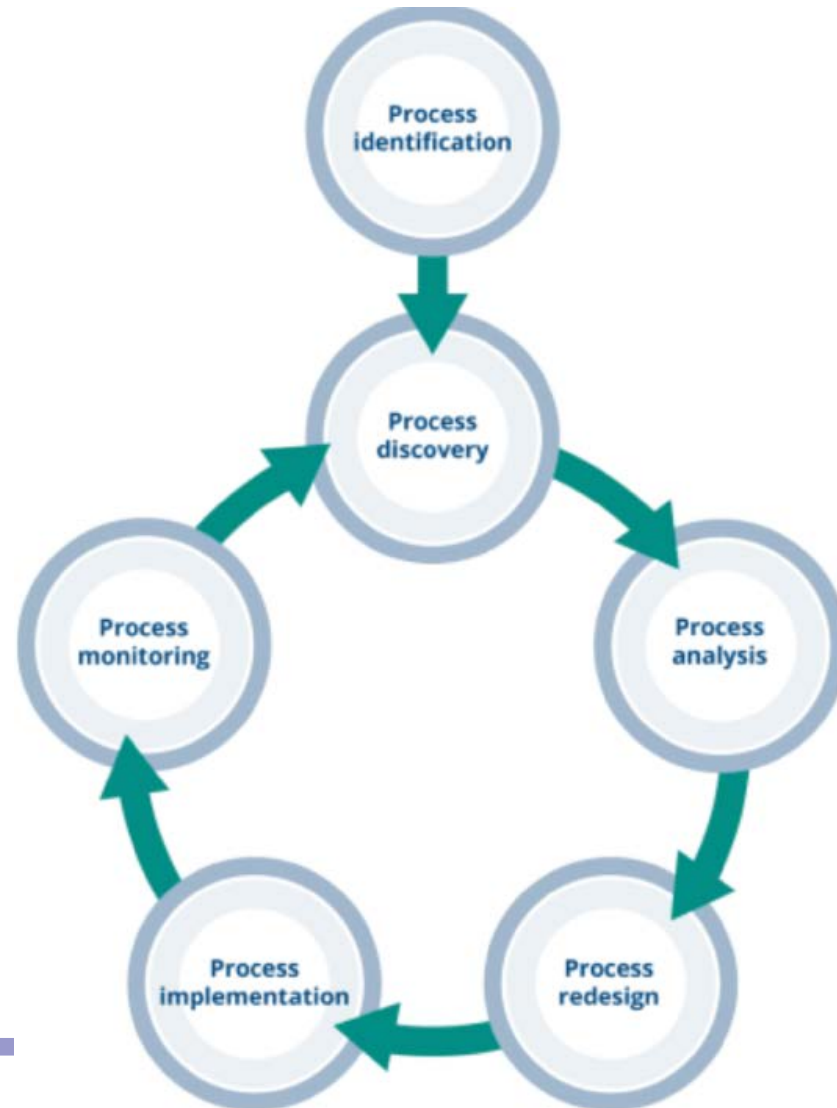 Process
identification
Process
discovery
Process
analysis
Process
redesign
Process
implementation
Process
monitoring